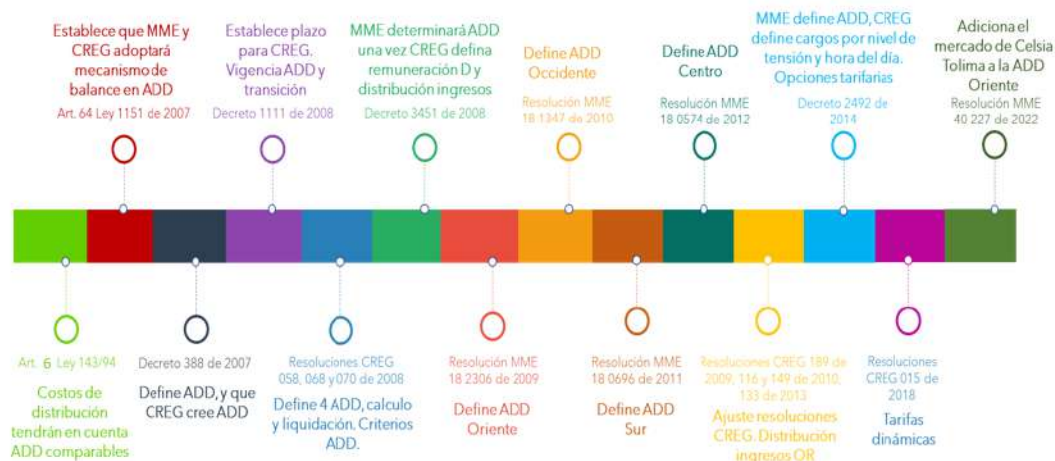 Establece que MME y
CREG adoptará
mecanismo de
balance en ADD
Art. 64 Ley 1151 de 2007
Establece plazo
para CREG.
Vigencia ADD y
transición
Decreto 1111 de 2008
MME determinará ADD
una vez CREG defina
remuneración D y
distribución ingresos
Decreto 3451 de 2008
Define ADD
Occidente
Resolución MME
18 1347 de 2010
Define ADD
Centro
Resolución MME
18 0574 de 2012
MME define ADD, CREG
define cargos por nivel de
tensión y hora del día.
Opciones tarifarias
Decreto 2492 de
2014
Adiciona el
mercado de Celsia
Tolima a la ADD
Oriente
Resolución MME
40 227 de 2022
Art. 6 Ley 143/94
Costos de
distribución
tendrán en cuenta
ADD comparables
Decreto 388 de 2007
Define ADD, y que
CREG cree ADD
Resoluciones CREG
058, 068 y 070 de 2008
Define 4 ADD, calculo
y liquidación. Criterios
ADD.
Resolución MME
18 2306 de 2009
Define ADD
Oriente
Resolución MME
18 0696 de 2011
Define ADD
Sur
Resoluciones CREG 189 de
2009, 116 y 149 de 2010,
133 de 2013
Ajuste resoluciones
CREG. Distribución
ingresos OR
Resoluciones
CREG 015 de
2018
Tarifas
dinámicas